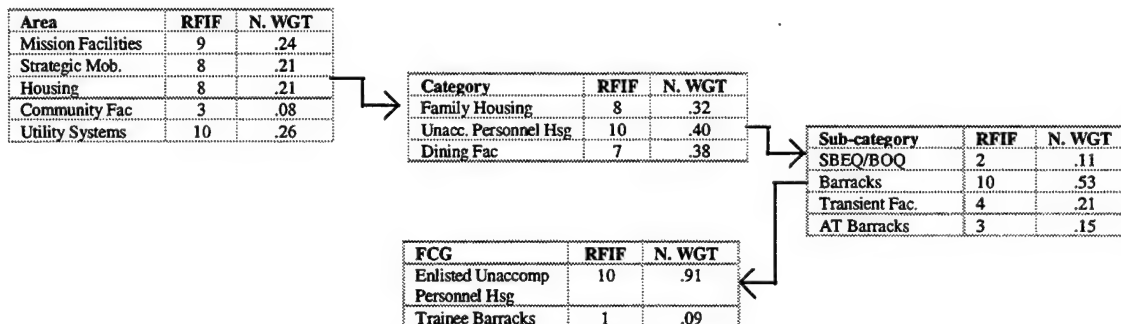 Area RFIF N. WGT
Mission Facilities 9 .24
Strategic Mob. 8 .21
Housing 8 .21
Community Fac 3 .08
Utility Systems 10 .26
Category RFIF N. WGT
Family Housing 8 .32
Unacc. Personnel Hsg 10 .40
Dining Fac 7 .38
Sub-category RFIF N. WGT
SBEQ/BOQ 2 .11
Barracks 10 .53
Transient Fac. 4 .21
AT Barracks 3 .15
FCG RFIF N. WGT
Enlisted Unaccomp 10 .91
Personnel Hsg
Trainee Barracks 1 .09